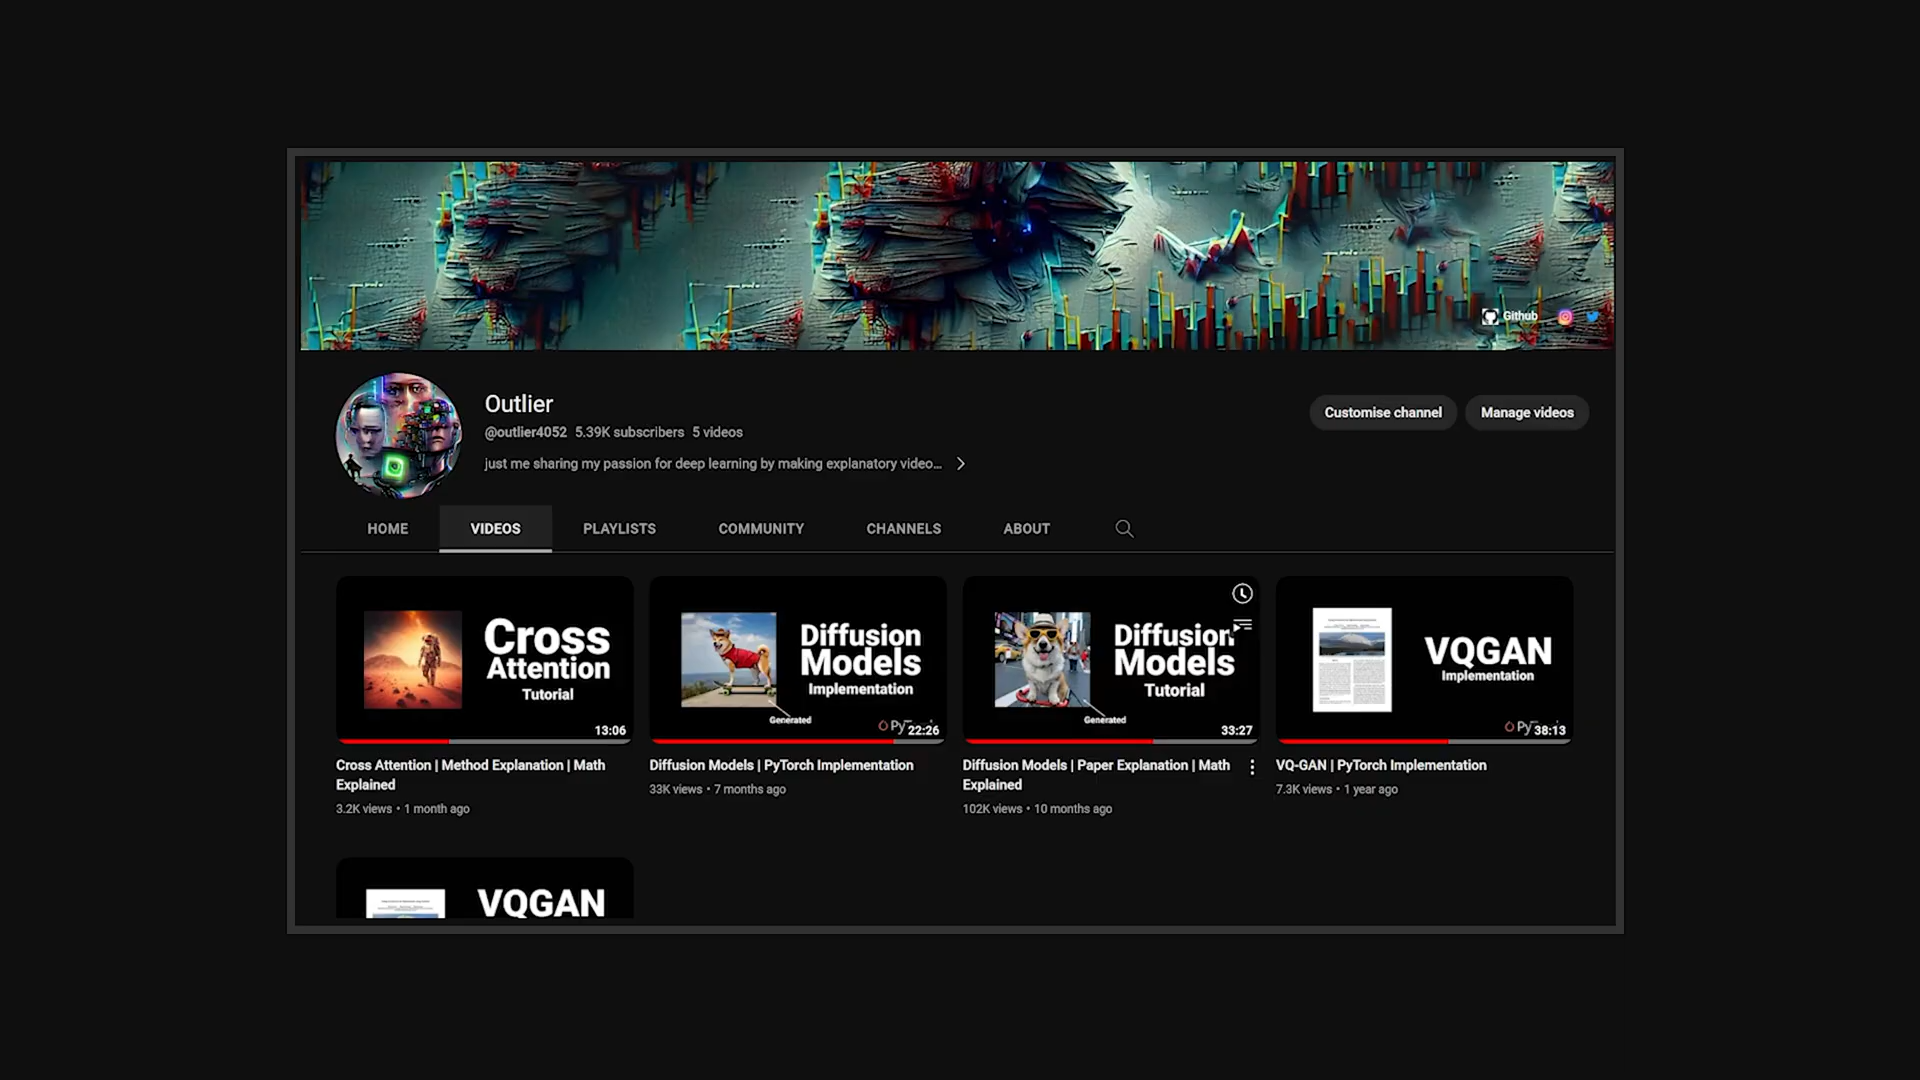 Github
Outlier
@outlier4052 5.39K subscribers 5 videos
just me sharing my passion for deep learning by making explanatory video...
Customise channel
Manage videos
HOME
VIDEOS
PLAYLISTS
COMMUNITY
CHANNELS
ABOUT
Cross
Attention
Tutorial
13:06
Cross Attention | Method Explanation | Math
Explained
3.2K views • 1 month ago
Diffusion
Models
Implementation
Generated
Py
22:26
Diffusion Models | PyTorch Implementation
33K views • 7 months ago
Diffusion
Models
Tutorial
Generated
33:27
Diffusion Models | Paper Explanation | Math
Explained
102K views • 10 months ago
VQGAN
Implementation
Py
38:13
VQ-GAN | PyTorch Implementation
7.3K views • 1 year ago
VQGAN